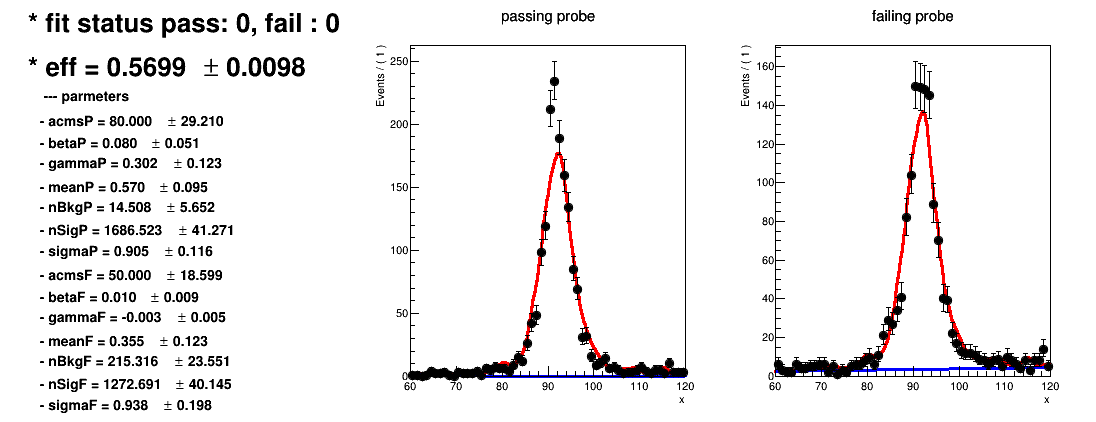 * fit status pass: 0, fail : 0
* eff = 0.5699 ± 0.0098
--- parmeters
- acmsP = 80.000 ± 29.210
- betaP = 0.080 ± 0.051
- gammaP = 0.302 ± 0.123
- meanP = 0.570 ± 0.095
- nBkgP = 14.508 ± 5.652
- nSigP = 1686.523 ± 41.271
- sigmaP = 0.905 ± 0.116
- acmsF = 50.000 ± 18.599
- betaF = 0.010 ± 0.009
- gammaF = -0.003 ± 0.005
- meanF = 0.355 ± 0.123
- nBkgF = 215.316 ± 23.551
- nSigF = 1272.691 ± 40.145
- sigmaF = 0.938 ± 0.198
passing probe
Events / ( 1 )
250
200
150
100
50
0
60 70 80 90 100 110 120
x
failing probe
Events / ( 1 )
160
140
120
100
80
60
40
20
0
60 70 80 90 100 110 120
x